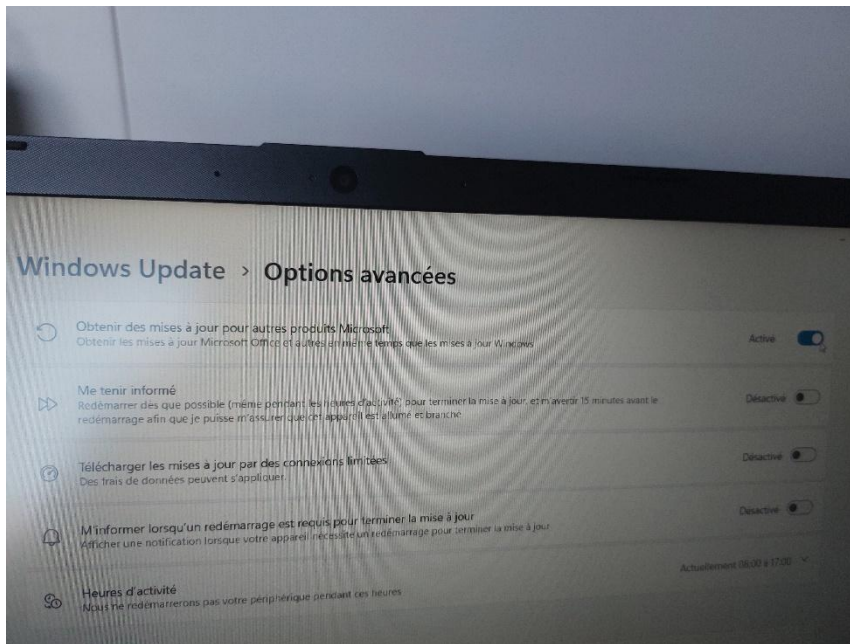 Windows Update > Options avancées
Obtenir des mises à jour pour autres produits Microsoft
Obtenir les mises à jour Microsoft Office et autres en même temps que les mises à jour Windows
Activé
Me tenir informé
Redémarrer dès que possible (même pendant les heures d'activité) pour terminer la mise à jour, et m'avertir 15 minutes avant le
redémarrage afin que je puisse m'assurer que cet appareil est allumé et branché
Désactivé
Télécharger les mises à jour par des connexions limitées
Des frais de données peuvent s'appliquer.
Désactivé
M'informer lorsqu'un redémarrage est requis pour terminer la mise à jour
Afficher une notification lorsque votre appareil nécessite un redémarrage pour terminer la mise à jour
Désactivé
Heures d'activité
Nous ne redémarrerons pas votre périphérique pendant ces heures
Actuellement 08:00 à 17:00